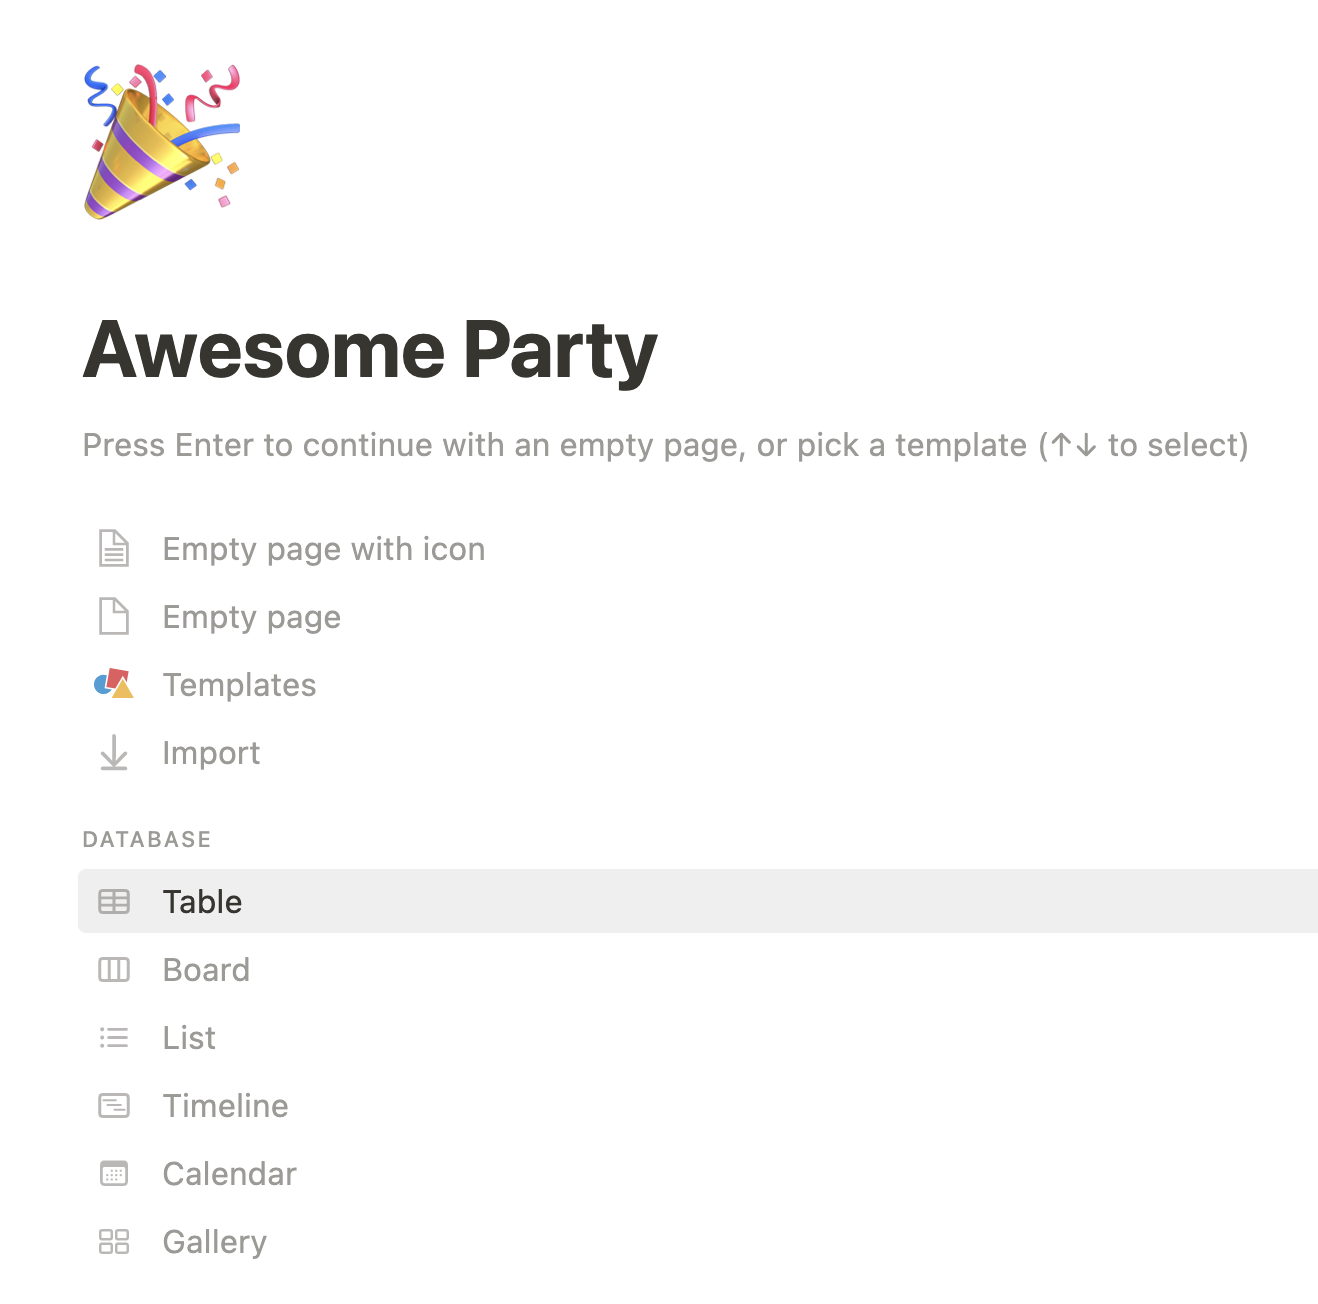 Awesome Party
Press Enter to continue with an empty page, or pick a template (↑↓ to select)
Empty page with icon
Empty page
Templates
Import
DATABASE
Table
Board
List
Timeline
Calendar
Gallery